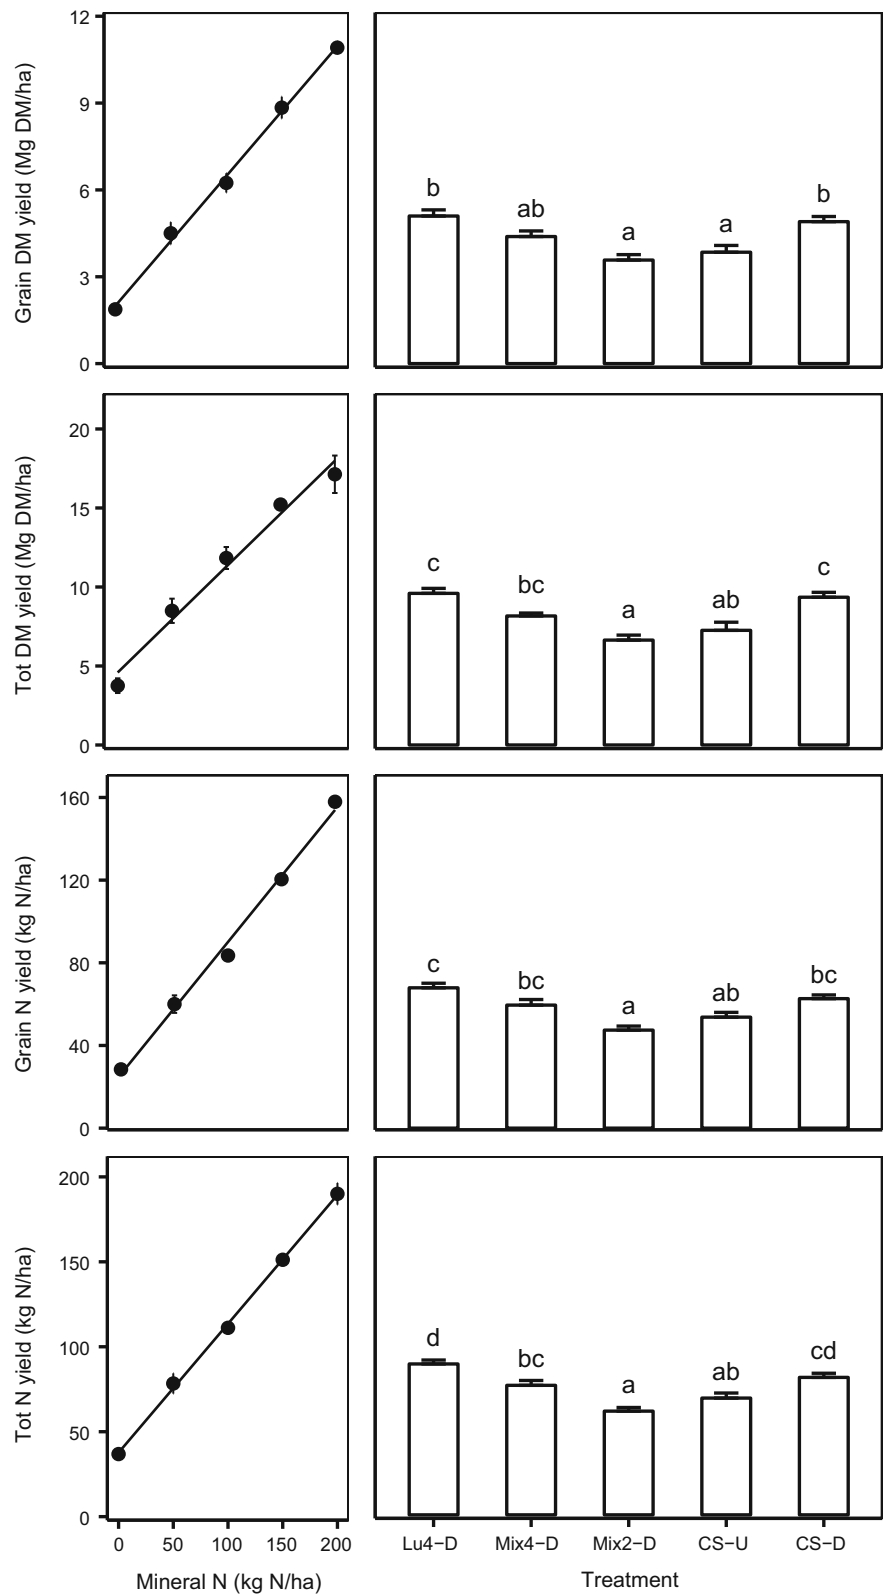 Grain DM yield (Mg DM/ha)
12
9
6
3
0
b
ab
a
a
b
Tot DM yield (Mg DM/ha)
20
15
10
5
0
c
bc
a
ab
c
Grain N yield (kg N/ha)
160
120
80
40
0
c
bc
a
ab
bc
Tot N yield (kg N/ha)
200
150
100
50
0
d
bc
a
ab
cd
0 50 100 150 200
Mineral N (kg N/ha)
Lu4−D Mix4−D Mix2−D CS−U CS−D
Treatment